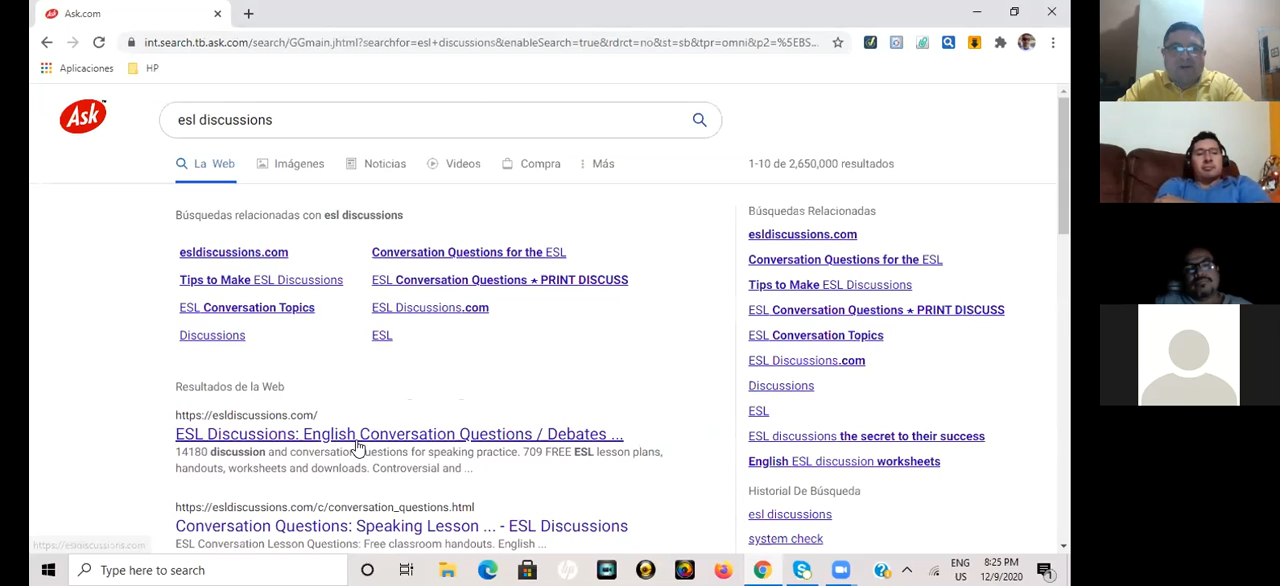 Ask.com
int.search.tb.ask.com/search/GGmain.jhtml?searchfor=esl+discussions&enableSearch=true&rdrct=no&st=sb&tpr=omni&p2=%5EBS...
Aplicaciones
HP
Ask
esl discussions
La Web
Imágenes
Noticias
Videos
Compra
Más
1-10 de 2,650,000 resultados
Búsquedas relacionadas con esl discussions
esldiscussions.com
Conversation Questions for the ESL
Tips to Make ESL Discussions
ESL Conversation Questions ★ PRINT DISCUSS
ESL Conversation Topics
ESL Discussions.com
Discussions
ESL
Resultados de la Web
https://esldiscussions.com/
ESL Discussions: English Conversation Questions / Debates ...
14180 discussion and conversation questions for speaking practice. 709 FREE ESL lesson plans,
handouts, worksheets and downloads. Controversial and ...
https://esldiscussions.com/c/conversation_questions.html
Conversation Questions: Speaking Lesson ... - ESL Discussions
ESL Conversation Lesson Questions: Free classroom handouts. English ...
Búsquedas Relacionadas
esldiscussions.com
Conversation Questions for the ESL
Tips to Make ESL Discussions
ESL Conversation Questions ★ PRINT DISCUSS
ESL Conversation Topics
ESL Discussions.com
Discussions
ESL
ESL discussions the secret to their success
English ESL discussion worksheets
Historial De Búsqueda
esl discussions
system check
https://esldiscussions.com
Type here to search
ENG
US
8:25 PM
12/9/2020